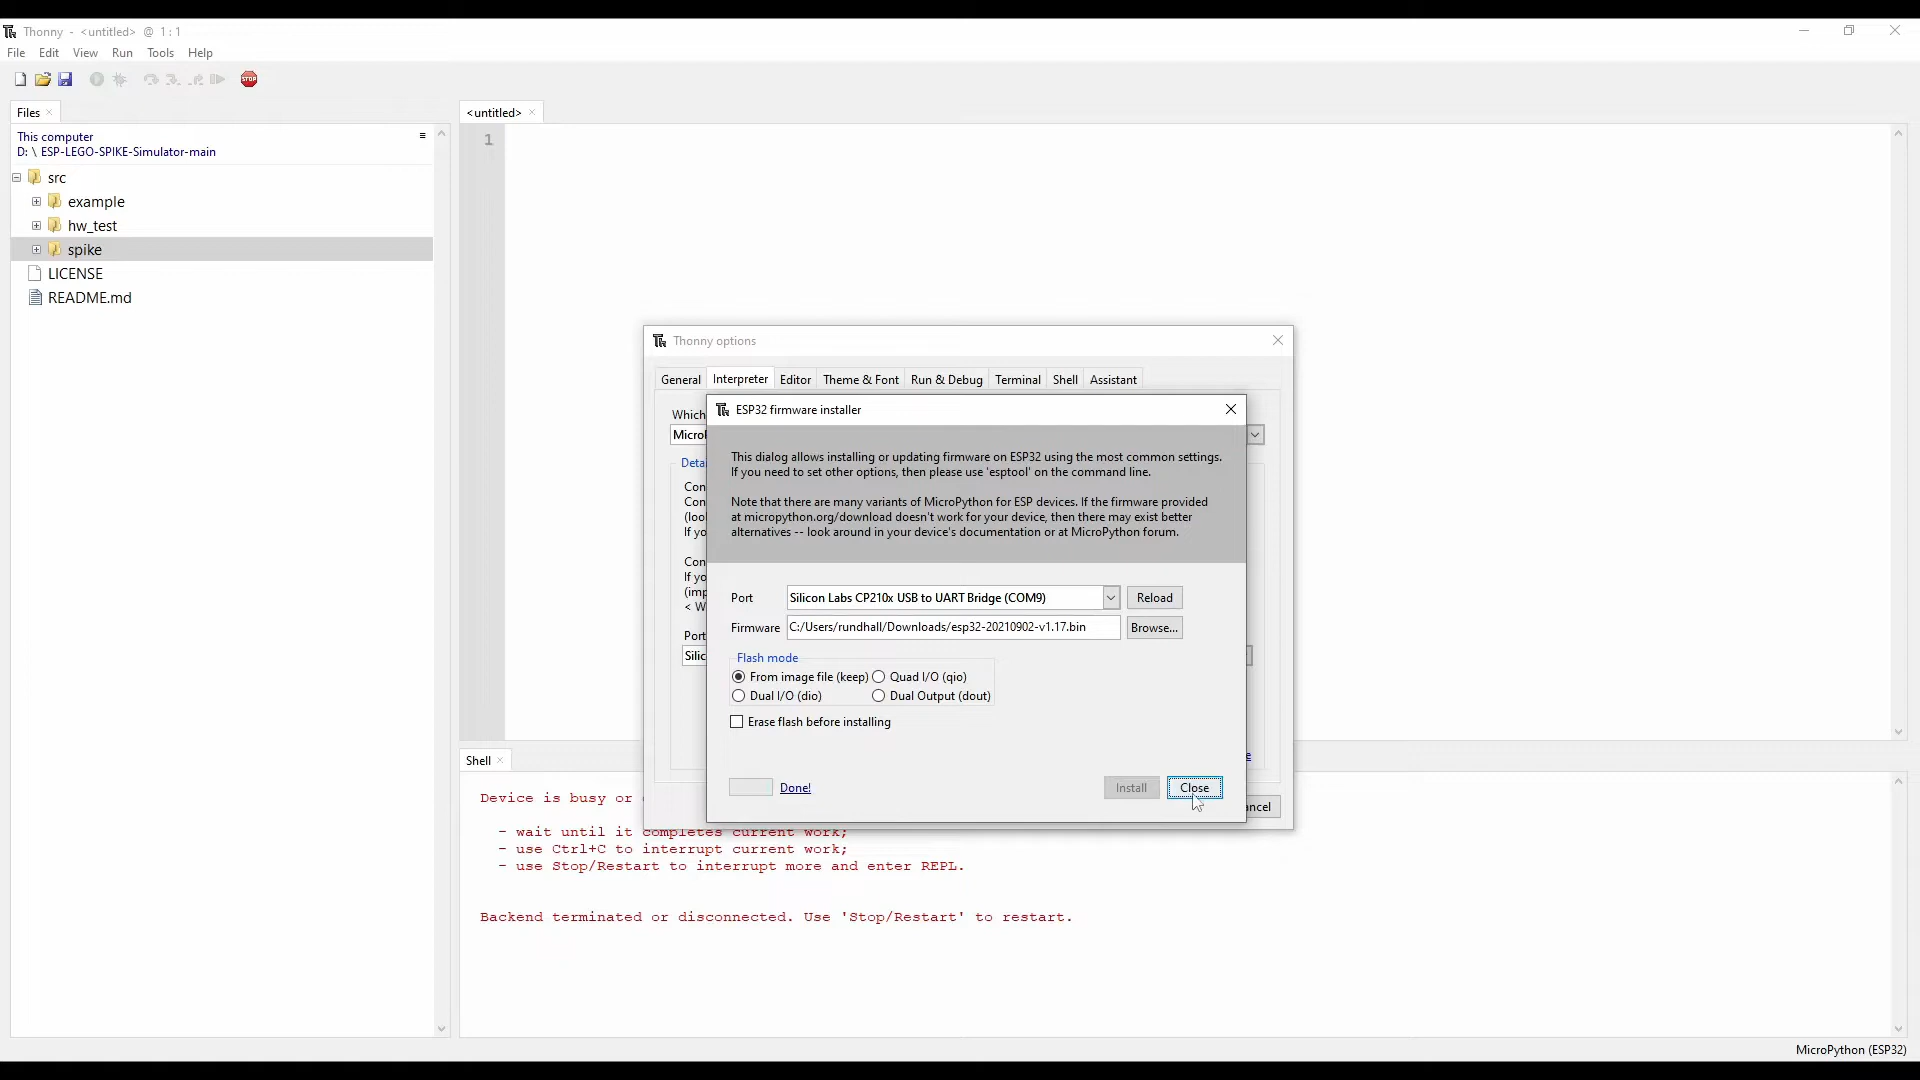 Thonny - <untitled> @ 1 : 1
File Edit View Run Tools Help
STOP
Files
<untitled>
This computer
D: \ ESP-LEGO-SPIKE-Simulator-main
1
src
example
hw_test
spike
LICENSE
README.md
Thonny options
General Interpreter Editor Theme & Font Run & Debug Terminal Shell Assistant
Which
ESP32 firmware installer
This dialog allows installing or updating firmware on ESP32 using the most common settings.
If you need to set other options, then please use 'esptool' on the command line.
Note that there are many variants of MicroPython for ESP devices. If the firmware provided
at micropython.org/download doesn't work for your device, then there may exist better
alternatives -- look around in your device's documentation or at MicroPython forum.
Port Silicon Labs CP210x USB to UART Bridge (COM9) Reload
Firmware C:/Users/rundhall/Downloads/esp32-20210902-v1.17.bin Browse...
Port
Flash mode
From image file (keep) Quad I/O (qio)
Dual I/O (dio) Dual Output (dout)
Erase flash before installing
Done! Install Close
Shell
Device is busy or
- wait until it completes current work;
- use Ctrl+C to interrupt current work;
- use Stop/Restart to interrupt more and enter REPL.
Backend terminated or disconnected. Use 'Stop/Restart' to restart.
MicroPython (ESP32)